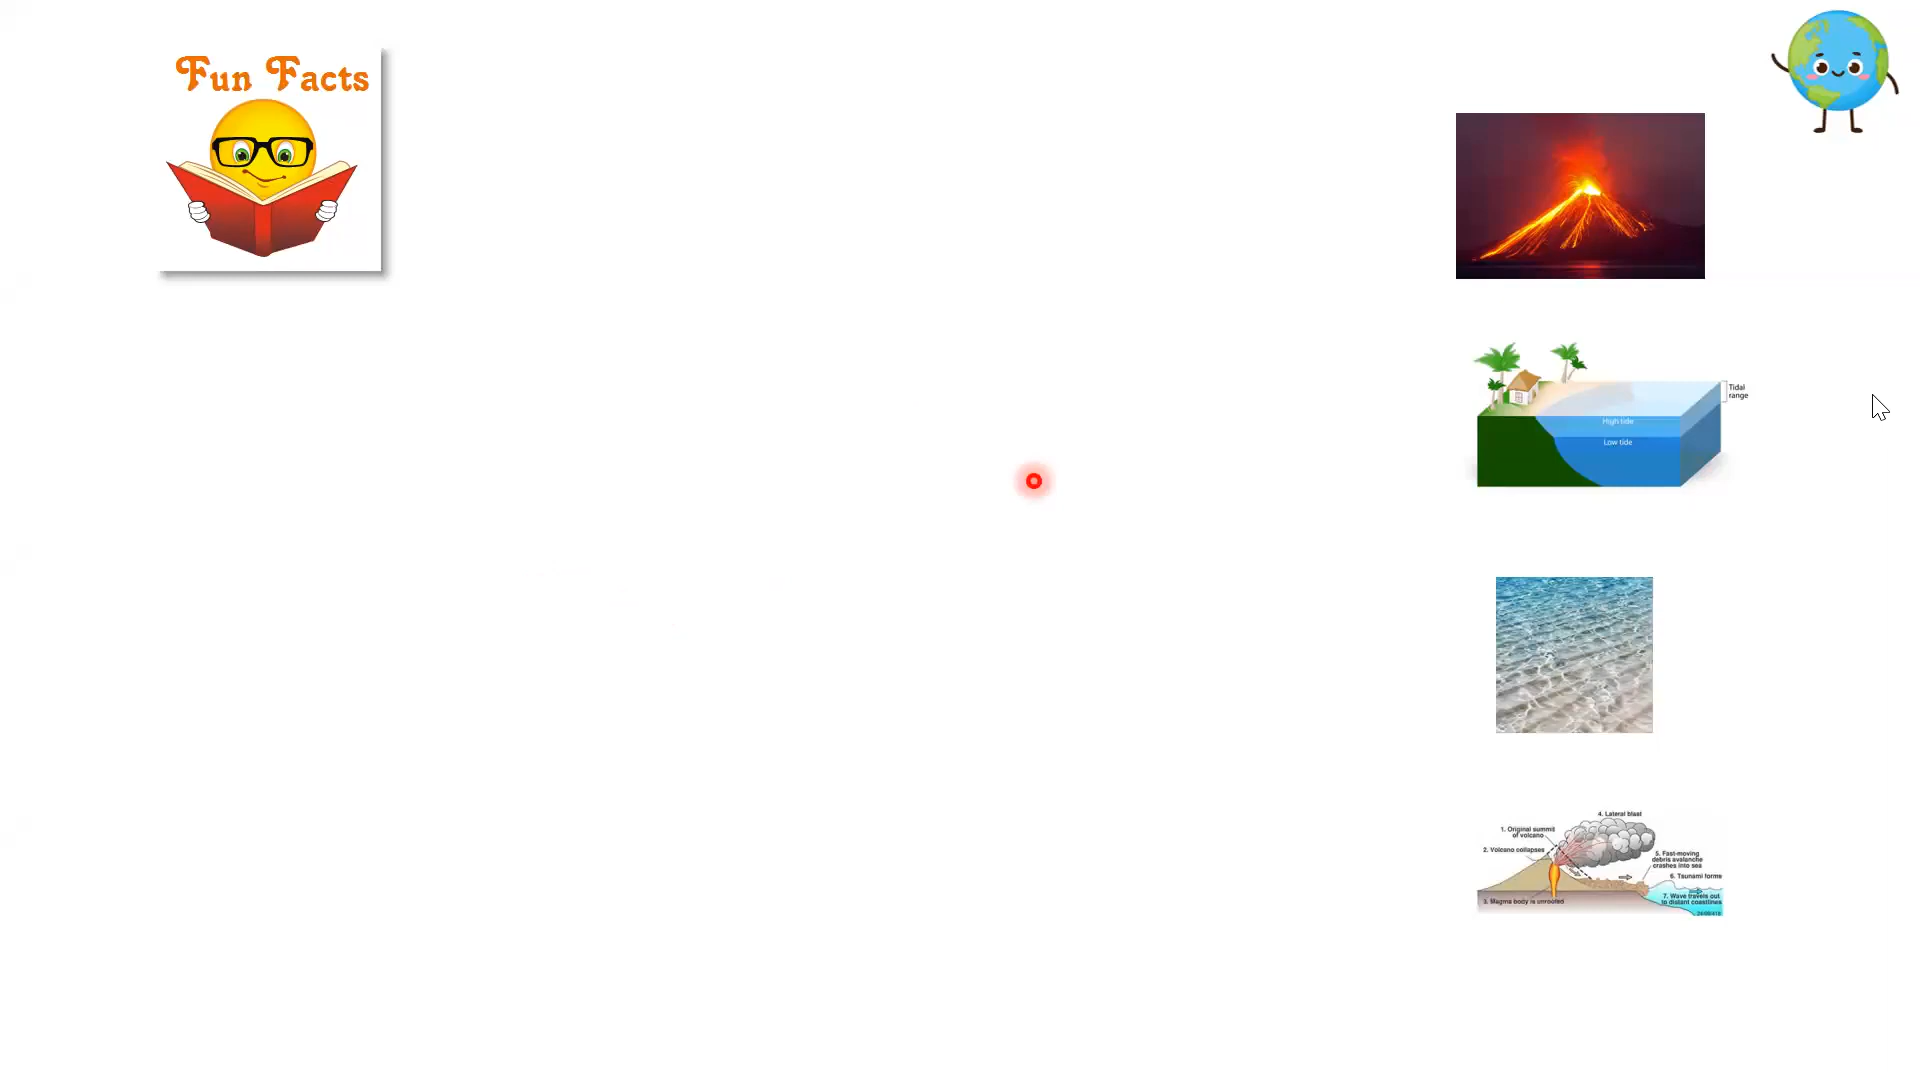 Fun Facts
Tidal
range
High tide
Low tide
4. Lateral blast
1. Original summit
of volcano
2. Volcano collapses
5. Fast-moving
debris avalanche
crashes into sea
6. Tsunami forms
7. Wave travels out
to distant coastlines
3. Magma body is unroofed